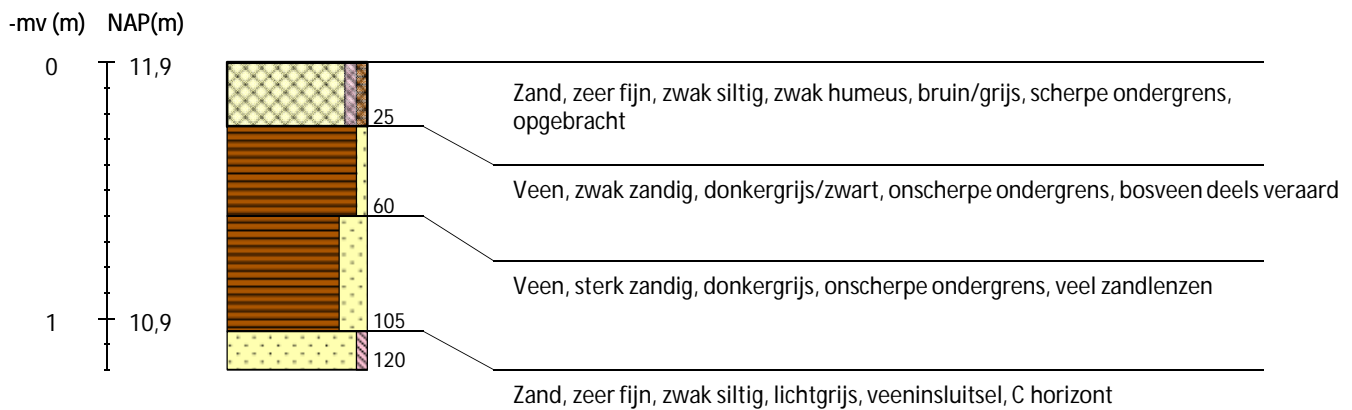 -mv (m) NAP(m)
0 11,9
Zand, zeer fijn, zwak siltig, zwak humeus, bruin/grijs, scherpe ondergrens,
opgebracht
25
Veen, zwak zandig, donkergrijs/zwart, onscherpe ondergrens, bosveen deels veraard
60
Veen, sterk zandig, donkergrijs, onscherpe ondergrens, veel zandlenzen
1 10,9
105
120
Zand, zeer fijn, zwak siltig, lichtgrijs, veeninsluitsel, C horizont